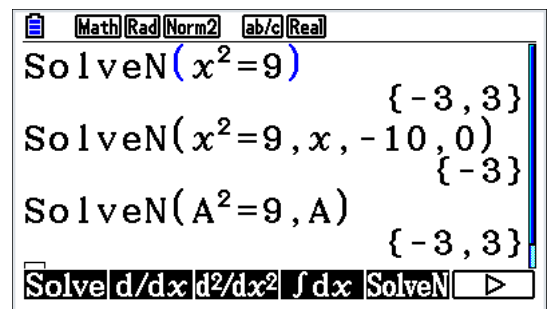 Math Rad Norm2 ab/c Real
SolveN(x²=9)
{-3,3}
SolveN(x²=9,x,-10,0)
{-3}
SolveN(A²=9,A)
{-3,3}
Solve d/dx d²/dx² ∫dx SolveN ▷